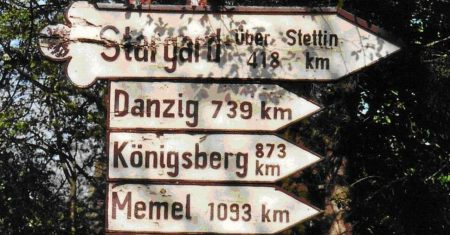 Stargard über Stettin
418 km
Danzig 739 km
Königsberg 873
km
Memel 1093 km